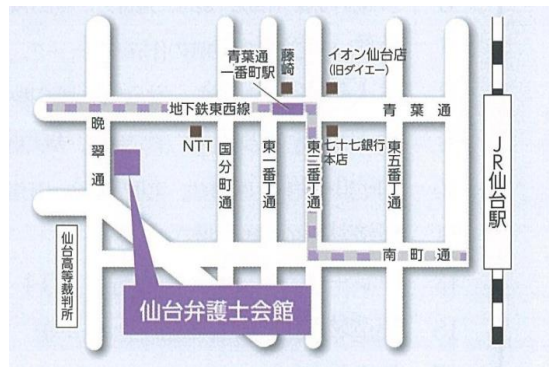 青葉通
一番町駅
藤崎
イオン仙台店
(旧ダイエー)
地下鉄東西線
青葉通
晩翠通
NTT
国分町通
東一番丁通
東二番丁通
七十七銀行
本店
東五番丁通
JR仙台駅
仙台高等裁判所
南町通
仙台弁護士会館